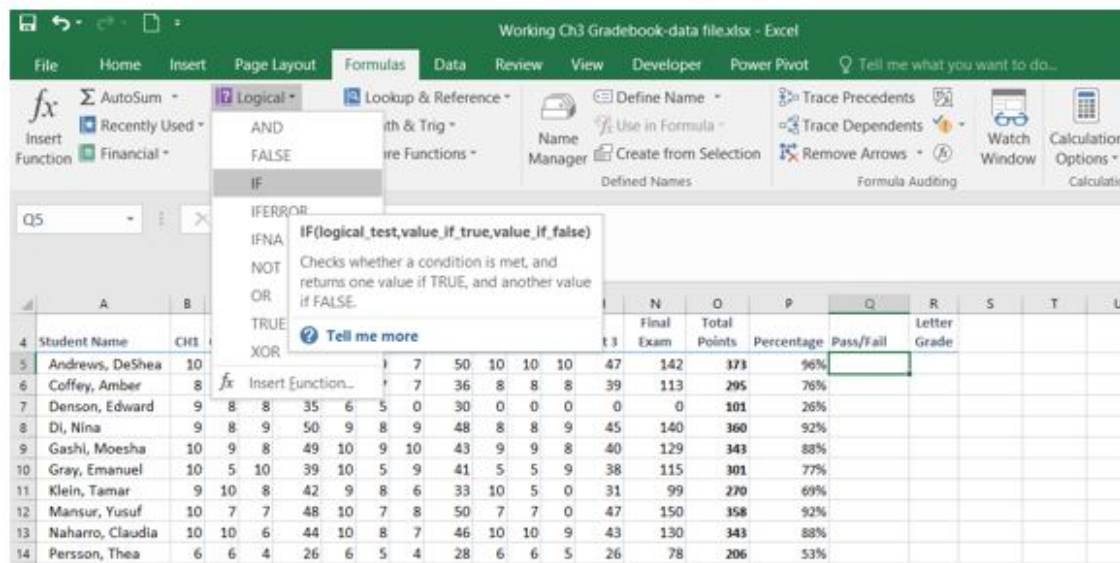 Working Ch3 Gradebook-data file.xlsx - Excel
File Home Insert Page Layout Formulas Data Review View Developer Power Pivot Tell me what you want to do...
fx Insert Function
Σ AutoSum
Recently Used
Financial
Logical
Lookup & Reference
th & Trig
re Functions
Name Manager
Define Name
Use in Formula
Create from Selection
Defined Names
Trace Precedents
Trace Dependents
Remove Arrows
Formula Auditing
Watch Window
Calculation Options
Calculatio
AND
FALSE
IF
IFERROR
IFNA
NOT
OR
TRUE
XOR
fx Insert Function...
IF(logical_test,value_if_true,value_if_false)
Checks whether a condition is met, and
returns one value if TRUE, and another value
if FALSE.
Tell me more
Q5
A B N O P Q R S T U
4 Student Name CH1 t 3 Final Exam Total Points Percentage Pass/Fail Letter Grade
5 Andrews, DeShea 10 7 50 10 10 10 47 142 373 96%
6 Coffey, Amber 8 7 36 8 8 8 39 113 295 76%
7 Denson, Edward 9 8 8 35 6 5 0 30 0 0 0 0 0 101 26%
8 Di, Nina 9 8 9 50 9 8 9 48 8 8 9 45 140 360 92%
9 Gashi, Moesha 10 9 8 49 10 9 10 43 9 9 8 40 129 343 88%
10 Gray, Emanuel 10 5 10 39 10 5 9 41 5 5 9 38 115 301 77%
11 Klein, Tamar 9 10 8 42 9 8 6 33 10 5 0 31 99 270 69%
12 Mansur, Yusuf 10 7 7 48 10 7 8 50 7 7 0 47 150 358 92%
13 Naharro, Claudia 10 10 6 44 10 8 7 46 10 10 9 43 130 343 88%
14 Persson, Thea 6 6 4 26 6 5 4 28 6 6 5 26 78 206 53%